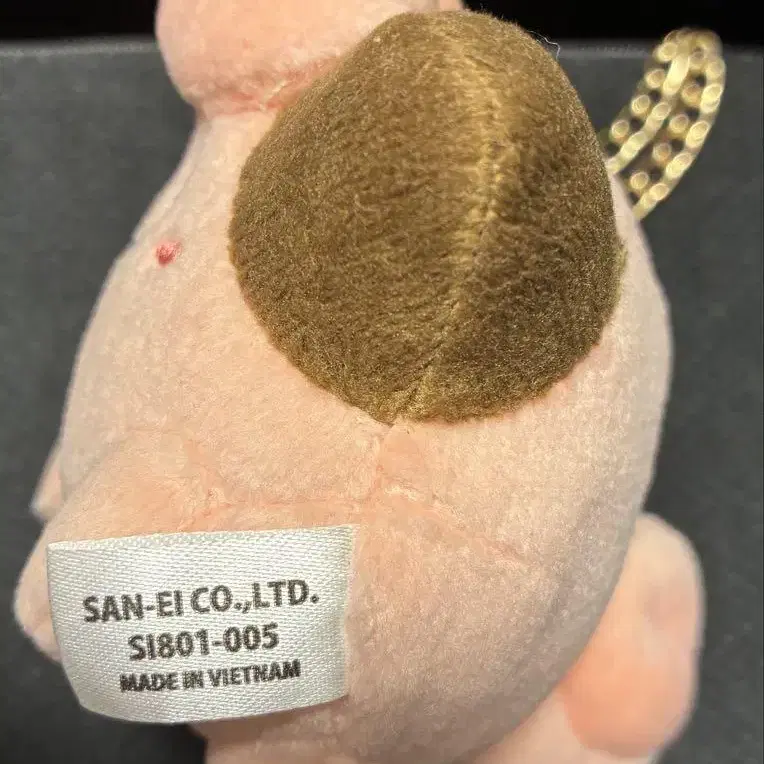 SAN-EI CO.,LTD.
SI801-005
MADE IN VIETNAM